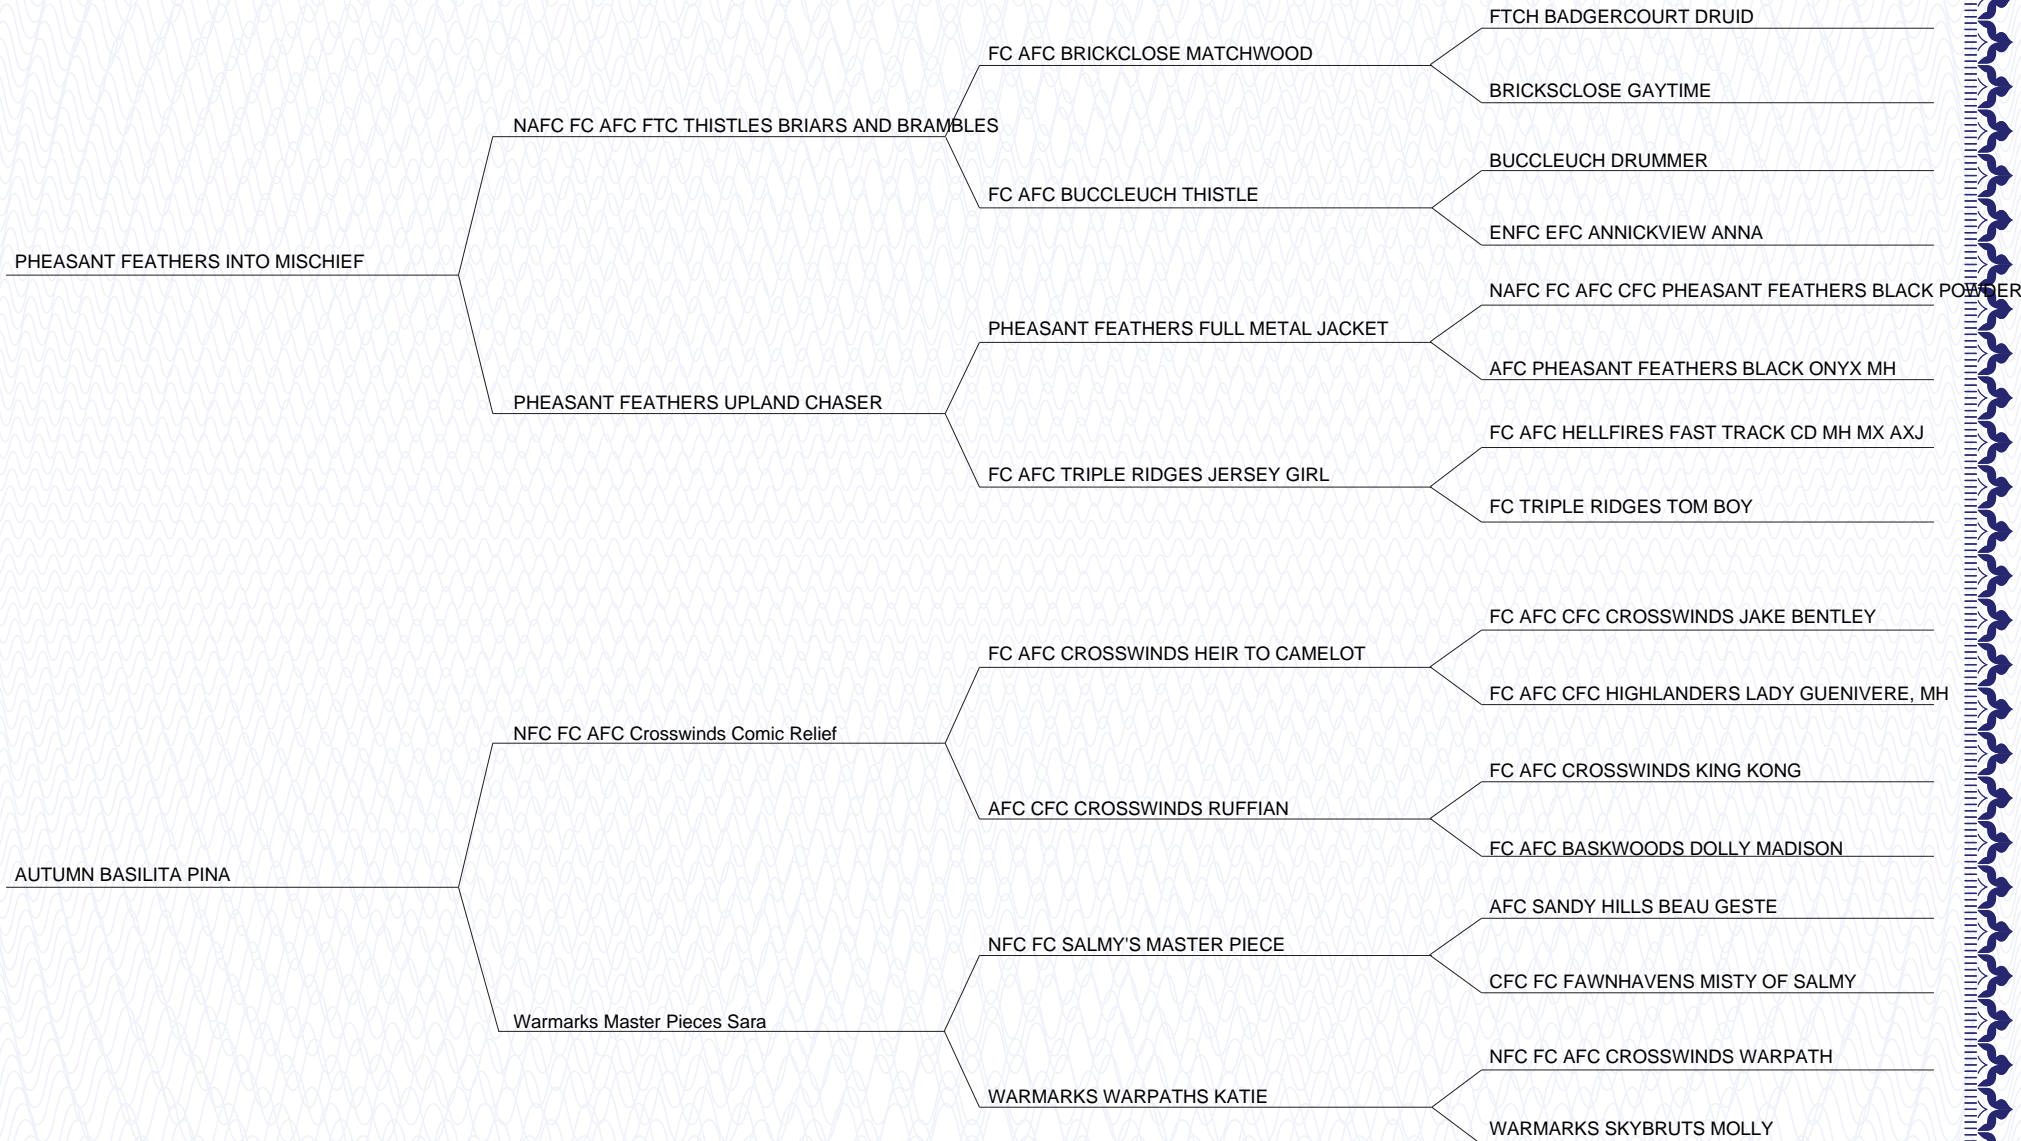 FTCH BADGERCOURT DRUID
FC AFC BRICKCLOSE MATCHWOOD
BRICKSCLOSE GAYTIME
NAFC FC AFC FTC THISTLES BRIARS AND BRAMBLES
BUCCLEUCH DRUMMER
FC AFC BUCCLEUCH THISTLE
ENFC EFC ANNICKVIEW ANNA
PHEASANT FEATHERS INTO MISCHIEF
NAFC FC AFC CFC PHEASANT FEATHERS BLACK POWDER
PHEASANT FEATHERS FULL METAL JACKET
AFC PHEASANT FEATHERS BLACK ONYX MH
PHEASANT FEATHERS UPLAND CHASER
FC AFC HELLFIRES FAST TRACK CD MH MX AXJ
FC AFC TRIPLE RIDGES JERSEY GIRL
FC TRIPLE RIDGES TOM BOY
FC AFC CFC CROSSWINDS JAKE BENTLEY
FC AFC CROSSWINDS HEIR TO CAMELOT
FC AFC CFC HIGHLANDERS LADY GUENIVERE, MH
NFC FC AFC Crosswinds Comic Relief
FC AFC CROSSWINDS KING KONG
AFC CFC CROSSWINDS RUFFIAN
FC AFC BASKWOODS DOLLY MADISON
AUTUMN BASILITA PINA
AFC SANDY HILLS BEAU GESTE
NFC FC SALMY'S MASTER PIECE
CFC FC FAWNHAVENS MISTY OF SALMY
Warmarks Master Pieces Sara
NFC FC AFC CROSSWINDS WARPATH
WARMARKS WARPATHS KATIE
WARMARKS SKYBRUTS MOLLY